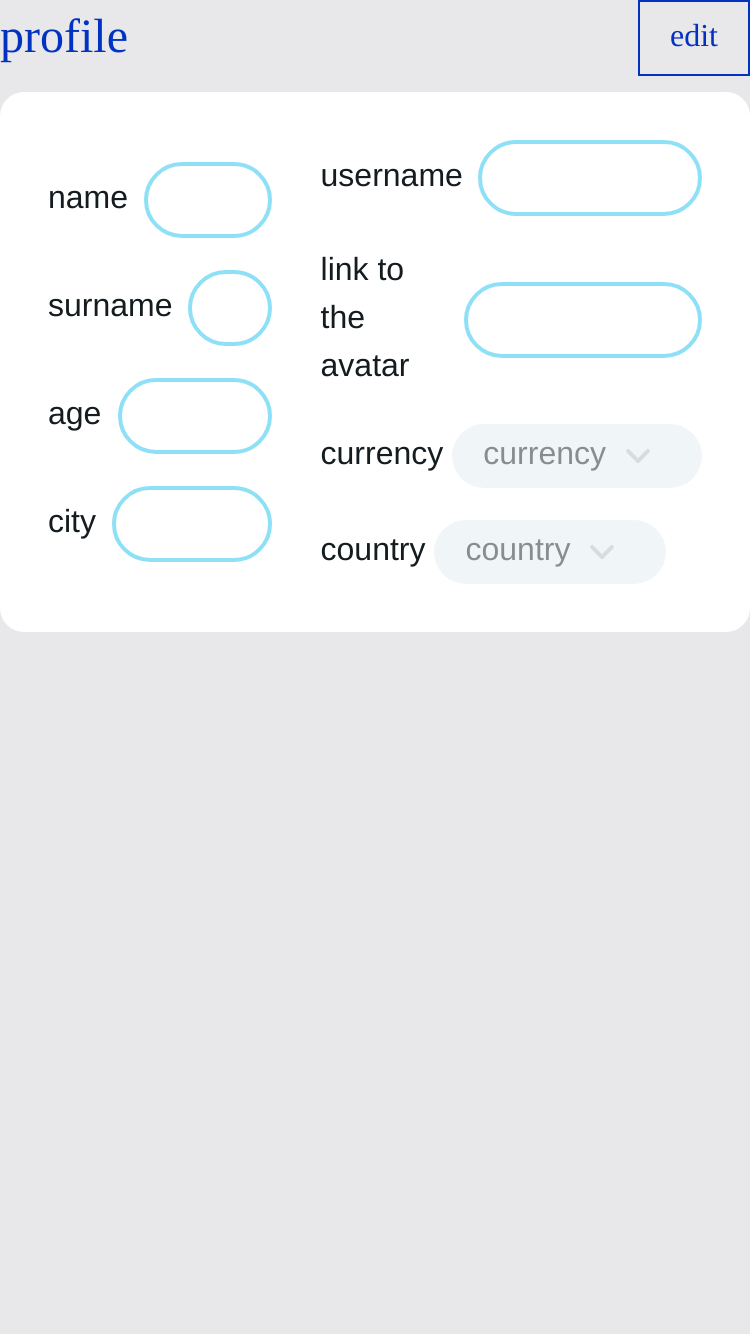 profile
edit
name
surname
age
city
username
link to
the
avatar
currency
currency
country
country